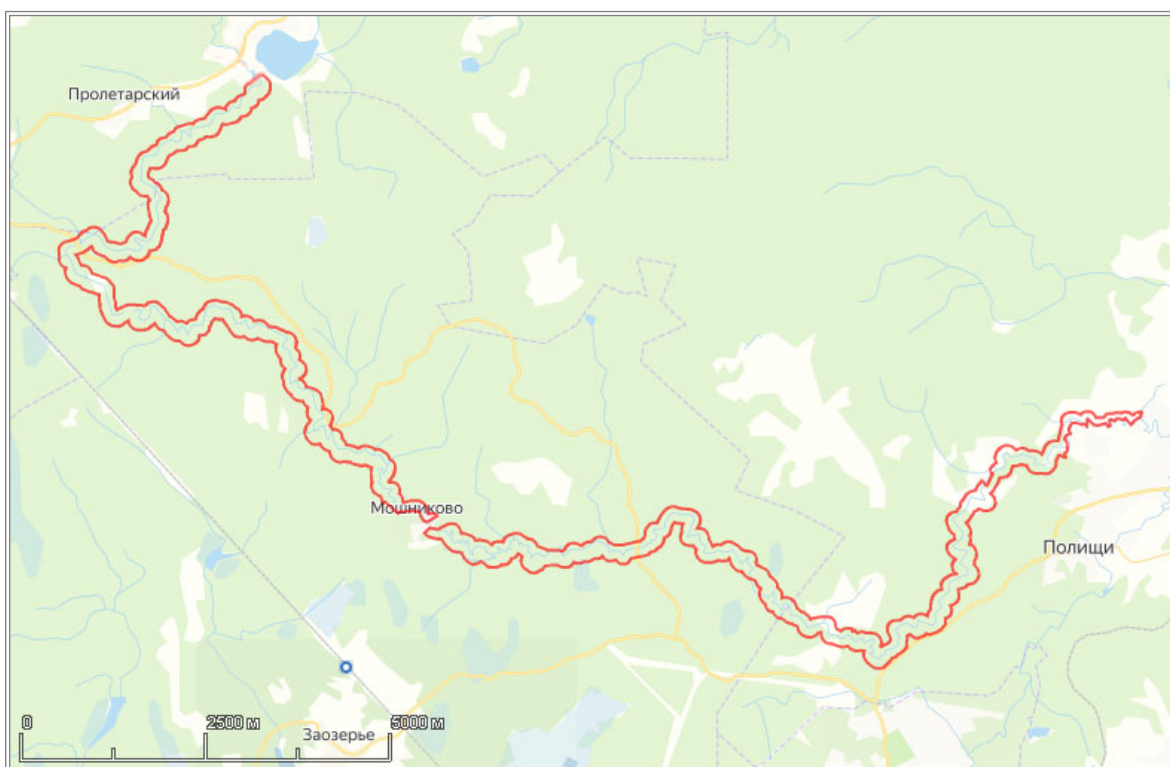 Пролетарский
Мошниково
Полищи
Заозерье
0
2500 м
5000 м